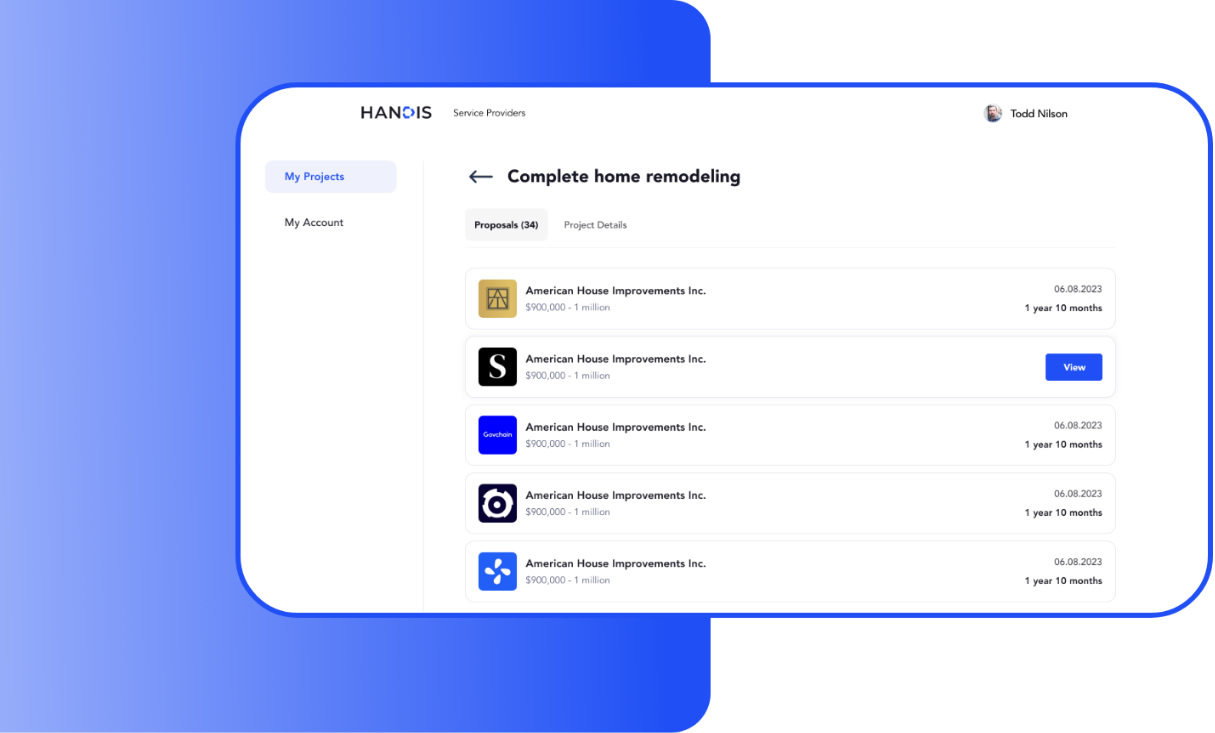 HANDIS
Service Providers
Todd Nilson
My Projects
My Account
Complete home remodeling
Proposals (34)
Project Details
American House Improvements Inc.
$900,000 - 1 million
06.08.2023
1 year 10 months
S
American House Improvements Inc.
$900,000 - 1 million
View
Govchain
American House Improvements Inc.
$900,000 - 1 million
06.08.2023
1 year 10 months
American House Improvements Inc.
$900,000 - 1 million
06.08.2023
1 year 10 months
American House Improvements Inc.
$900,000 - 1 million
06.08.2023
1 year 10 months